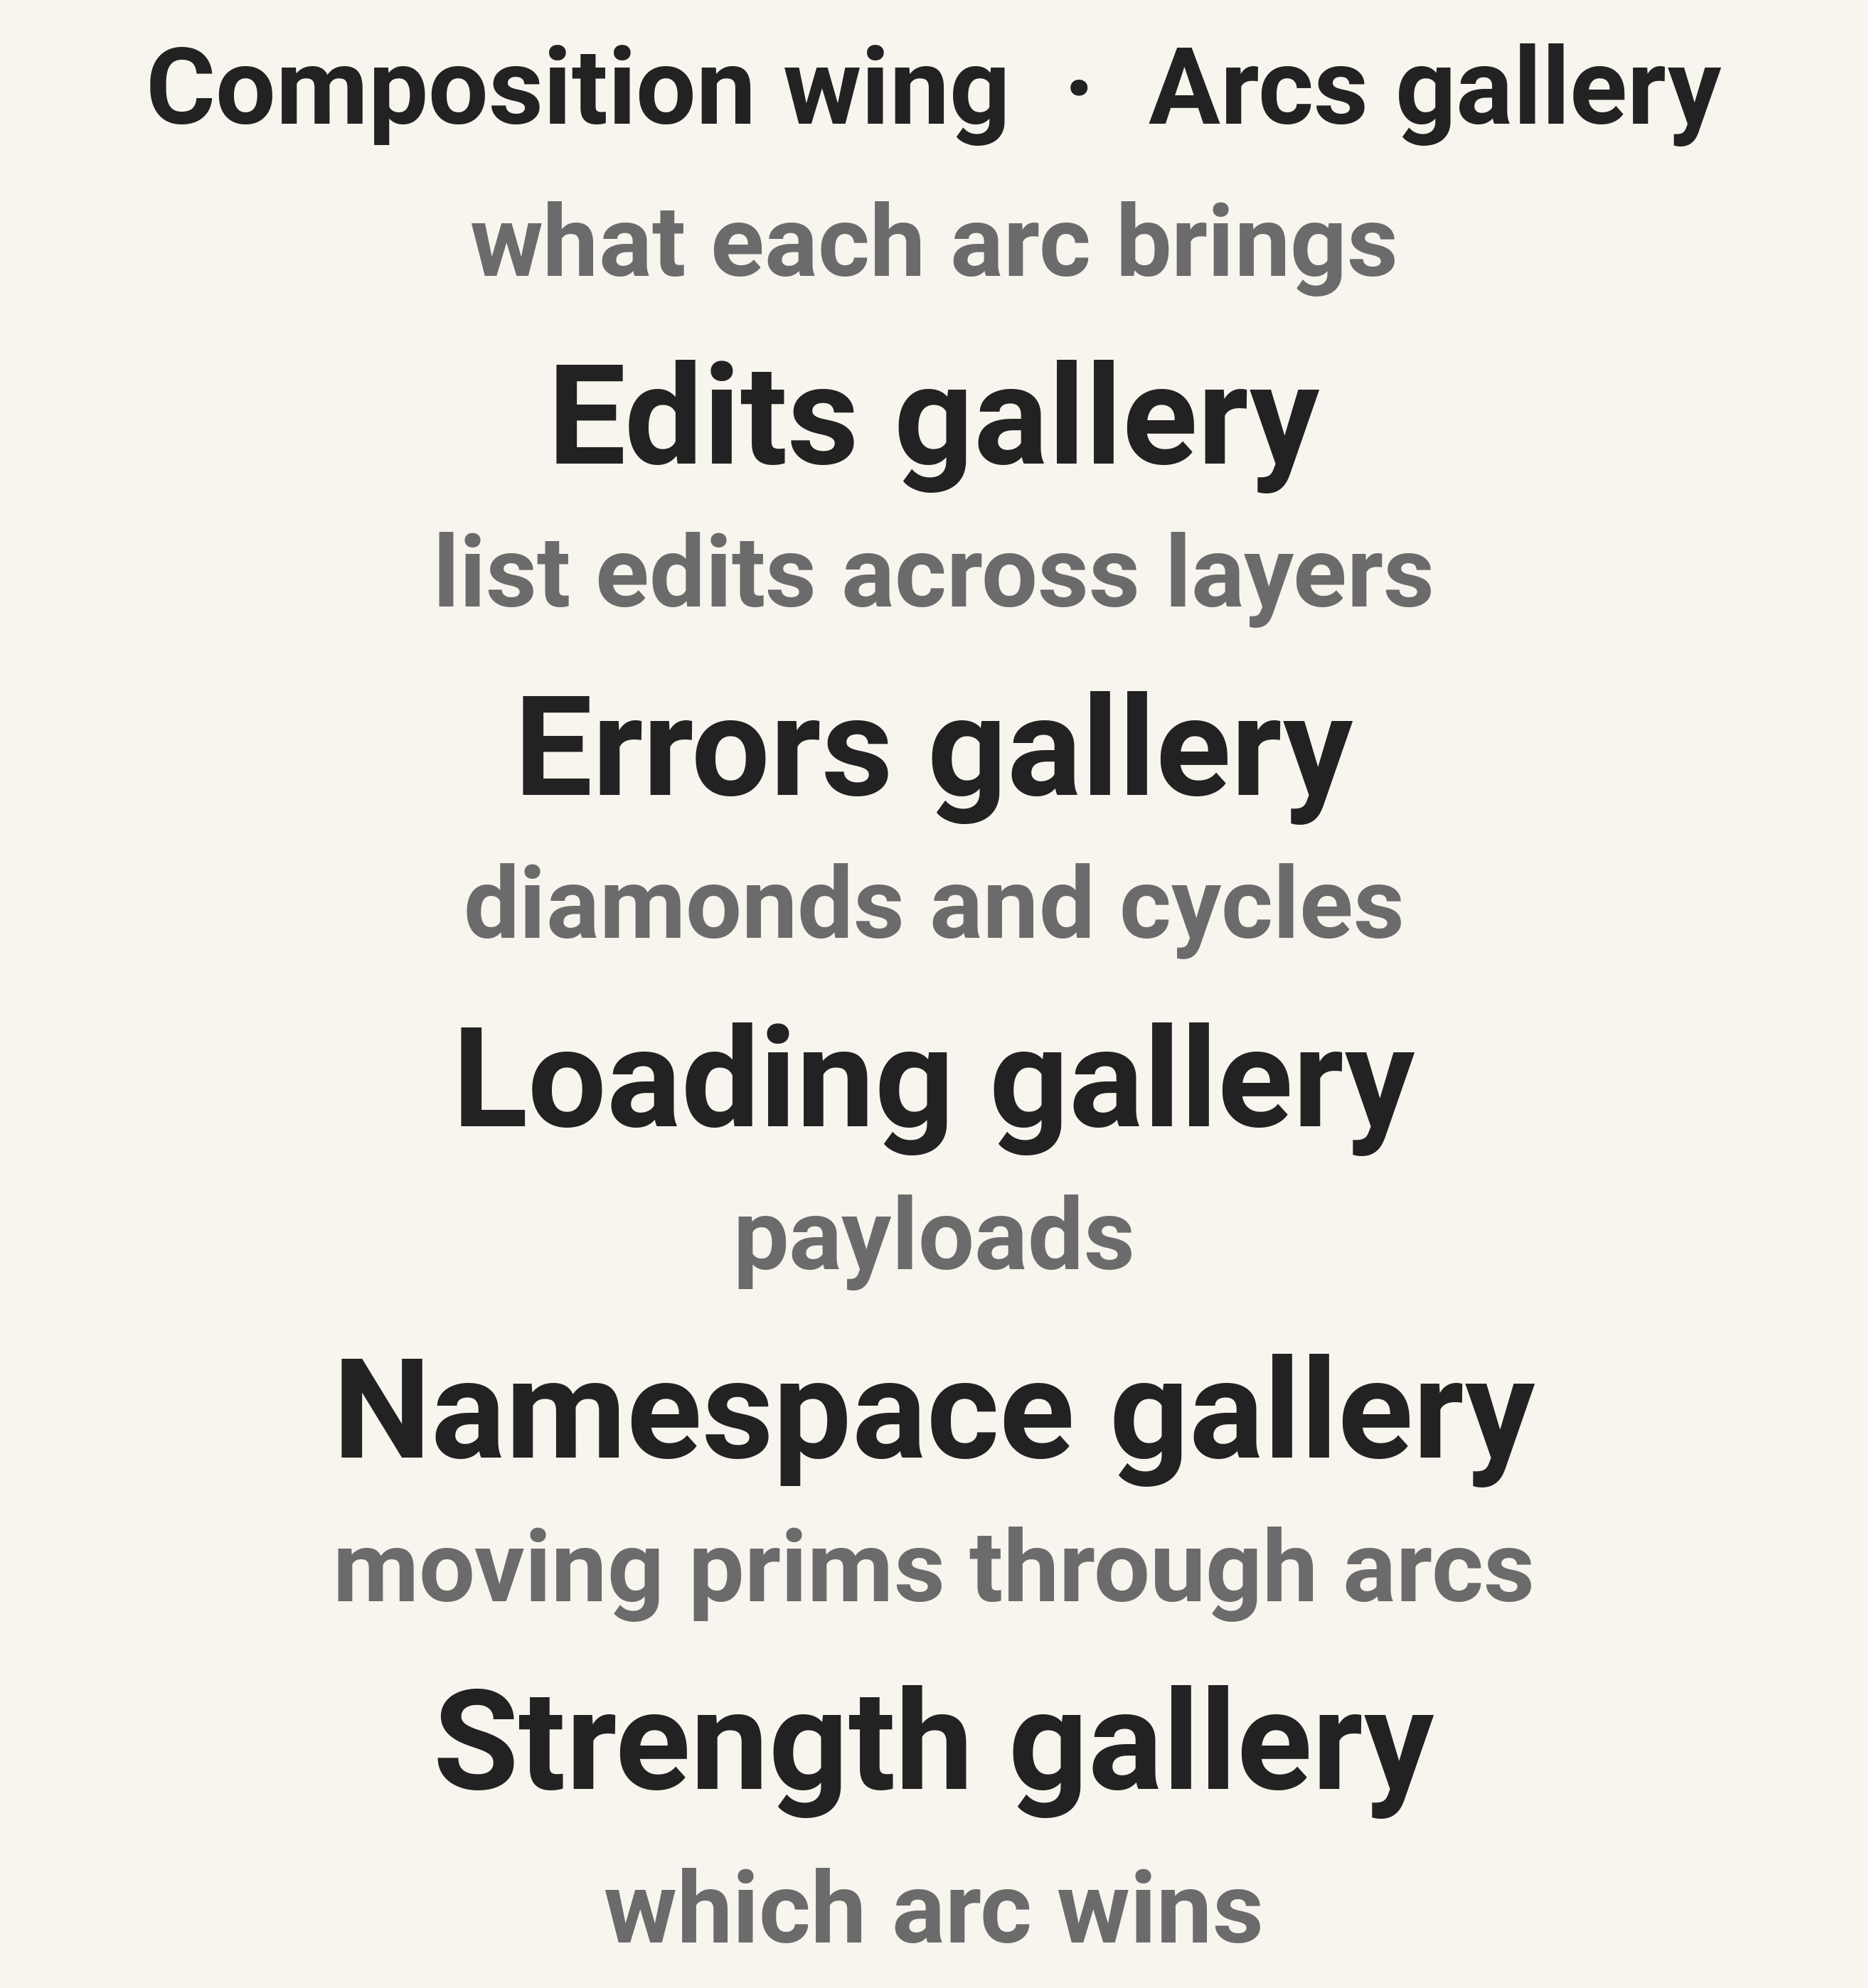 Composition wing · Arcs gallery
what each arc brings
Edits gallery
list edits across layers
Errors gallery
diamonds and cycles
Loading gallery
payloads
Namespace gallery
moving prims through arcs
Strength gallery
which arc wins